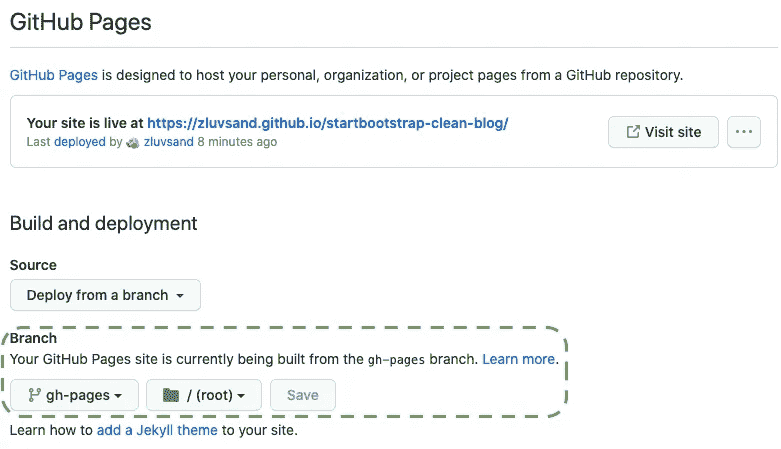 GitHub Pages
GitHub Pages is designed to host your personal, organization, or project pages from a GitHub repository.
Your site is live at https://zluvsand.github.io/startbootstrap-clean-blog/
Visit site
Last deployed by zluvsand 8 minutes ago
Build and deployment
Source
Deploy from a branch
Branch
Your GitHub Pages site is currently being built from the gh-pages branch. Learn more.
gh-pages / (root) Save
Learn how to add a Jekyll theme to your site.